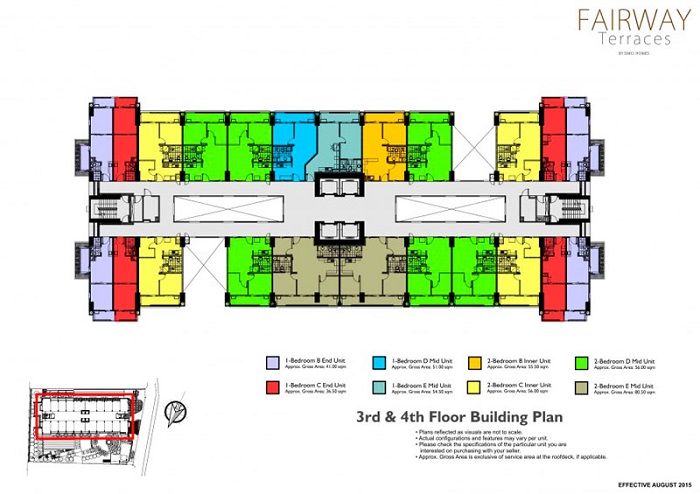 FAIRWAY
Terraces
BY DMCI HOMES
1-Bedroom B End Unit
Approx. Gross Area: 41.00 sqm
1-Bedroom D Mid Unit
Approx. Gross Area: 51.00 sqm
2-Bedroom B Inner Unit
Approx. Gross Area: 55.50 sqm
2-Bedroom D Mid Unit
Approx. Gross Area: 56.00 sqm
1-Bedroom C End Unit
Approx. Gross Area: 36.50 sqm
1-Bedroom E Mid Unit
Approx. Gross Area: 54.50 sqm
2-Bedroom C Inner Unit
Approx. Gross Area: 56.00 sqm
2-Bedroom E Mid Unit
Approx. Gross Area: 80.50 sqm
3rd & 4th Floor Building Plan
• Plans reflected as visuals are not to scale.
• Actual configurations and features may vary per unit.
• Please check the specifications of the particular unit you are
interested on purchasing with your seller.
• Approx. Gross Area is exclusive of service area at the roofdeck, if applicable.
EFFECTIVE AUGUST 2015